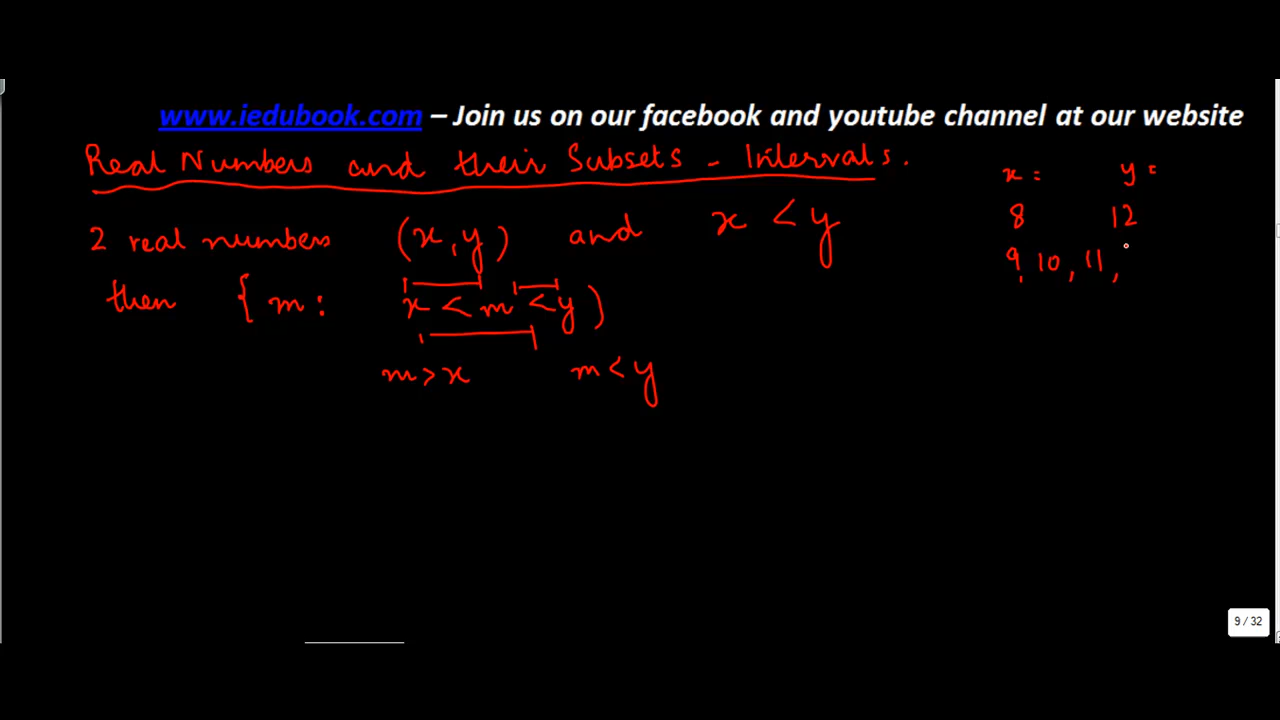 www.iedubook.com – Join us on our facebook and youtube channel at our website
Real Numbers and their Subsets - Intervals.
x = y =
8 12
9, 10, 11,
2 real numbers (x, y) and x < y
then { m : x < m < y )
m > x m < y
9 / 32